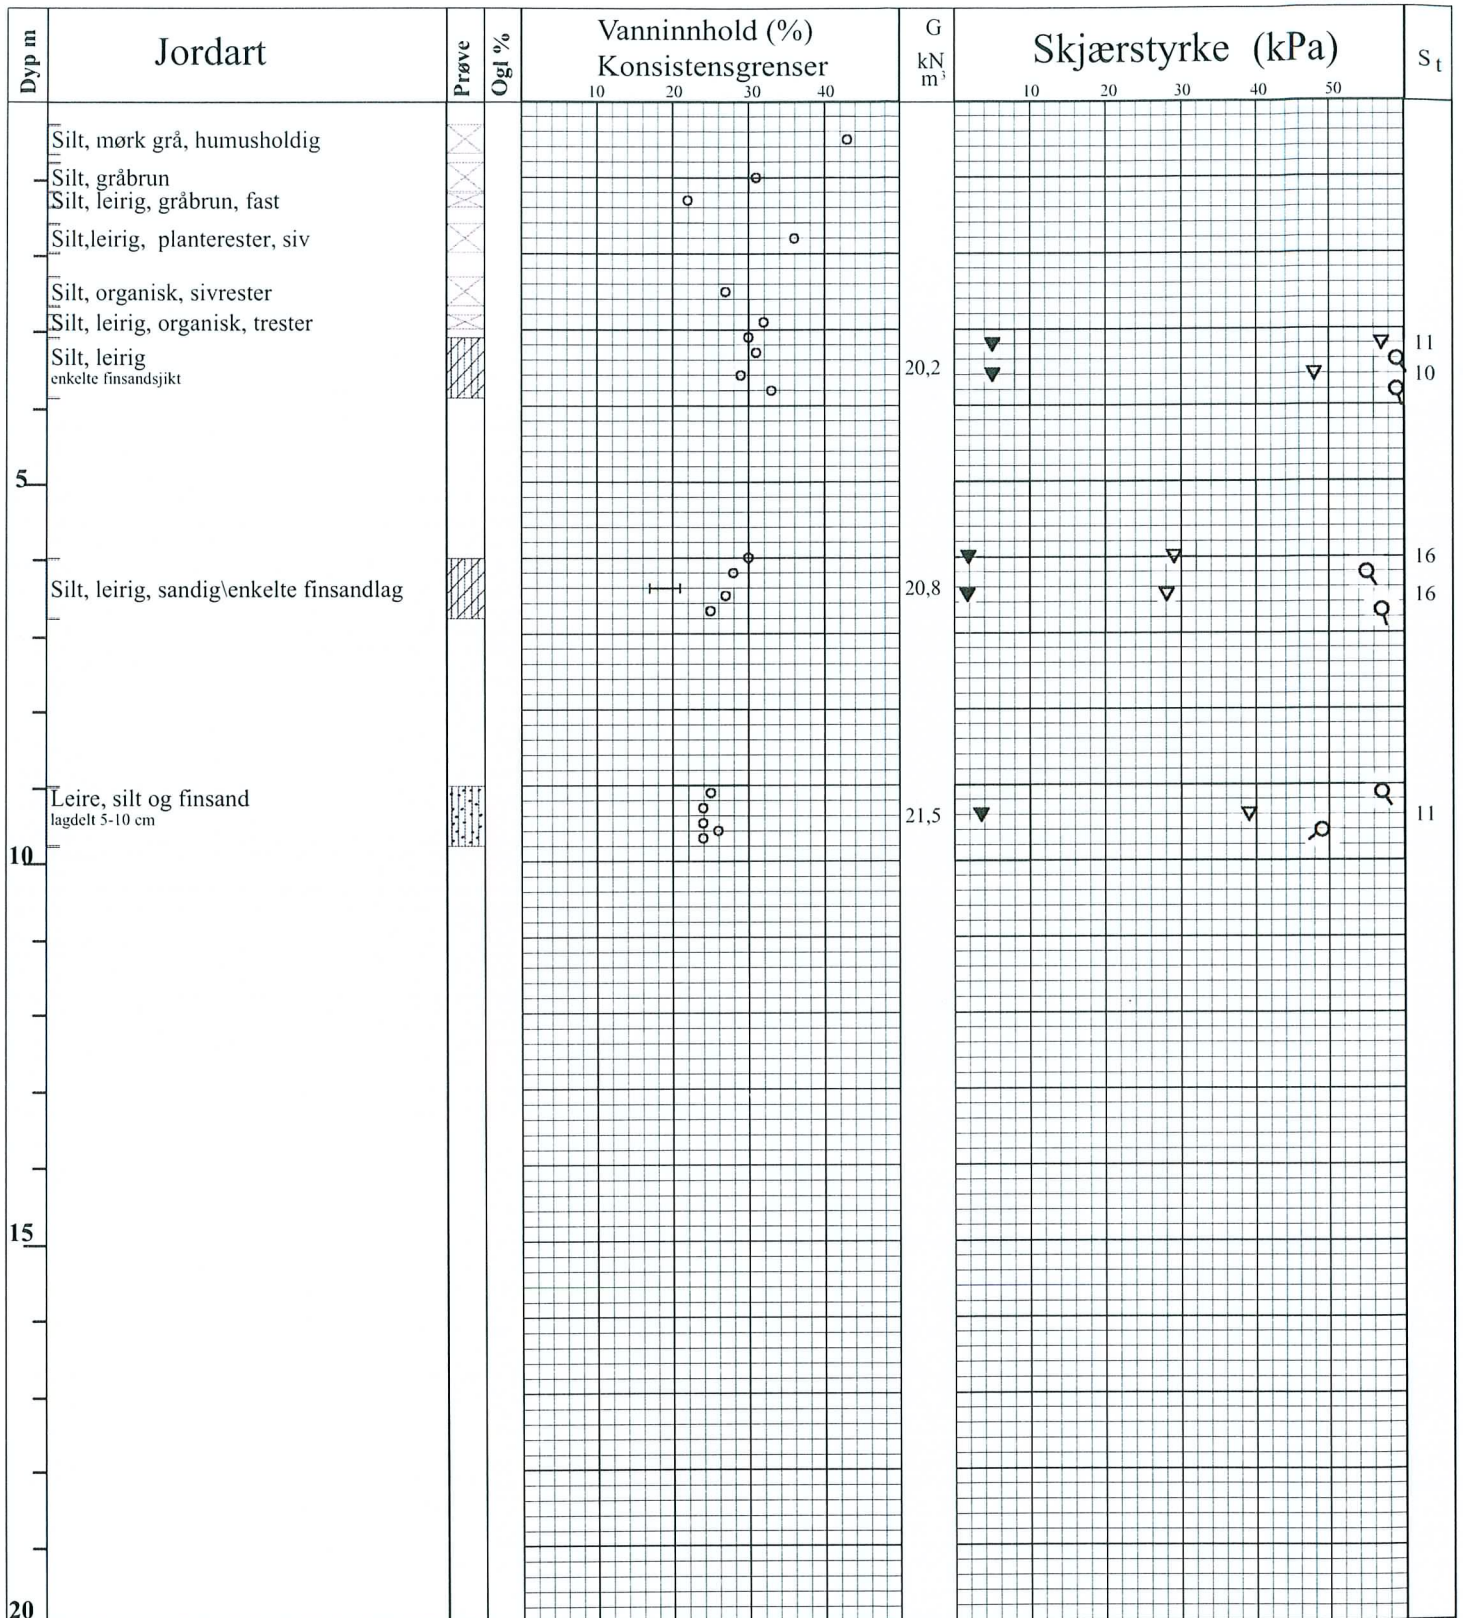 Dyp m
Jordart
Prøve
Ogl %
Vanninnhold (%)
Konsistensgrenser
10 20 30 40
G
kN
m³
Skjærstyrke (kPa)
10 20 30 40 50
S t
Silt, mørk grå, humusholdig
Silt, gråbrun
Silt, leirig, gråbrun, fast
Silt,leirig, planterester, siv
Silt, organisk, sivrester
Silt, leirig, organisk, trester
11
Silt, leirig
20,2
10
enkelte finsandsjikt
5
16
Silt, leirig, sandig\enkelte finsandlag
20,8
16
Leire, silt og finsand
lagdelt 5-10 cm
21,5
11
10
15
20